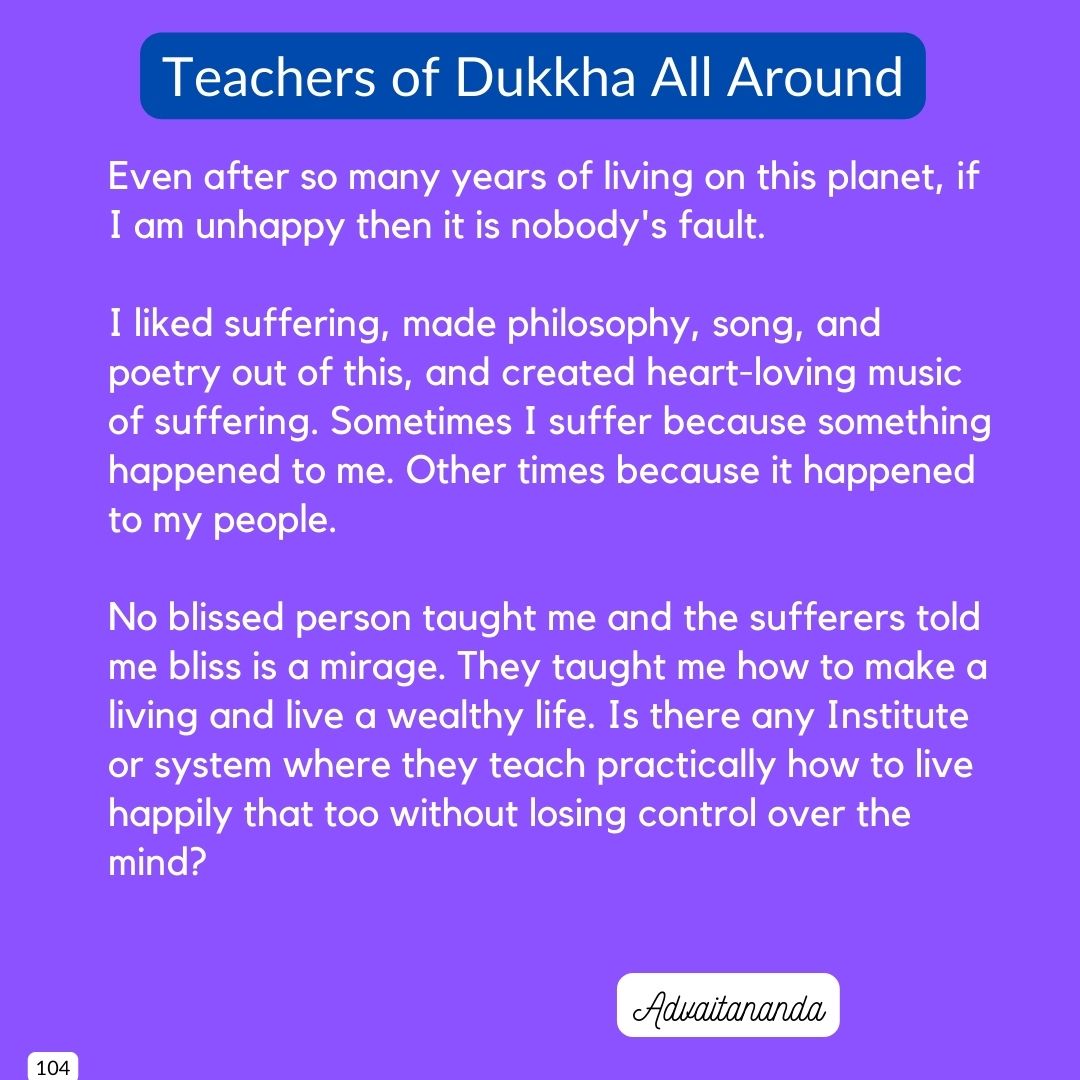 Teachers of Dukkha All Around
Even after so many years of living on this planet, if
I am unhappy then it is nobody's fault.
I liked suffering, made philosophy, song, and
poetry out of this, and created heart-loving music
of suffering. Sometimes I suffer because something
happened to me. Other times because it happened
to my people.
No blissed person taught me and the sufferers told
me bliss is a mirage. They taught me how to make a
living and live a wealthy life. Is there any Institute
or system where they teach practically how to live
happily that too without losing control over the
mind?
Advaitananda
104